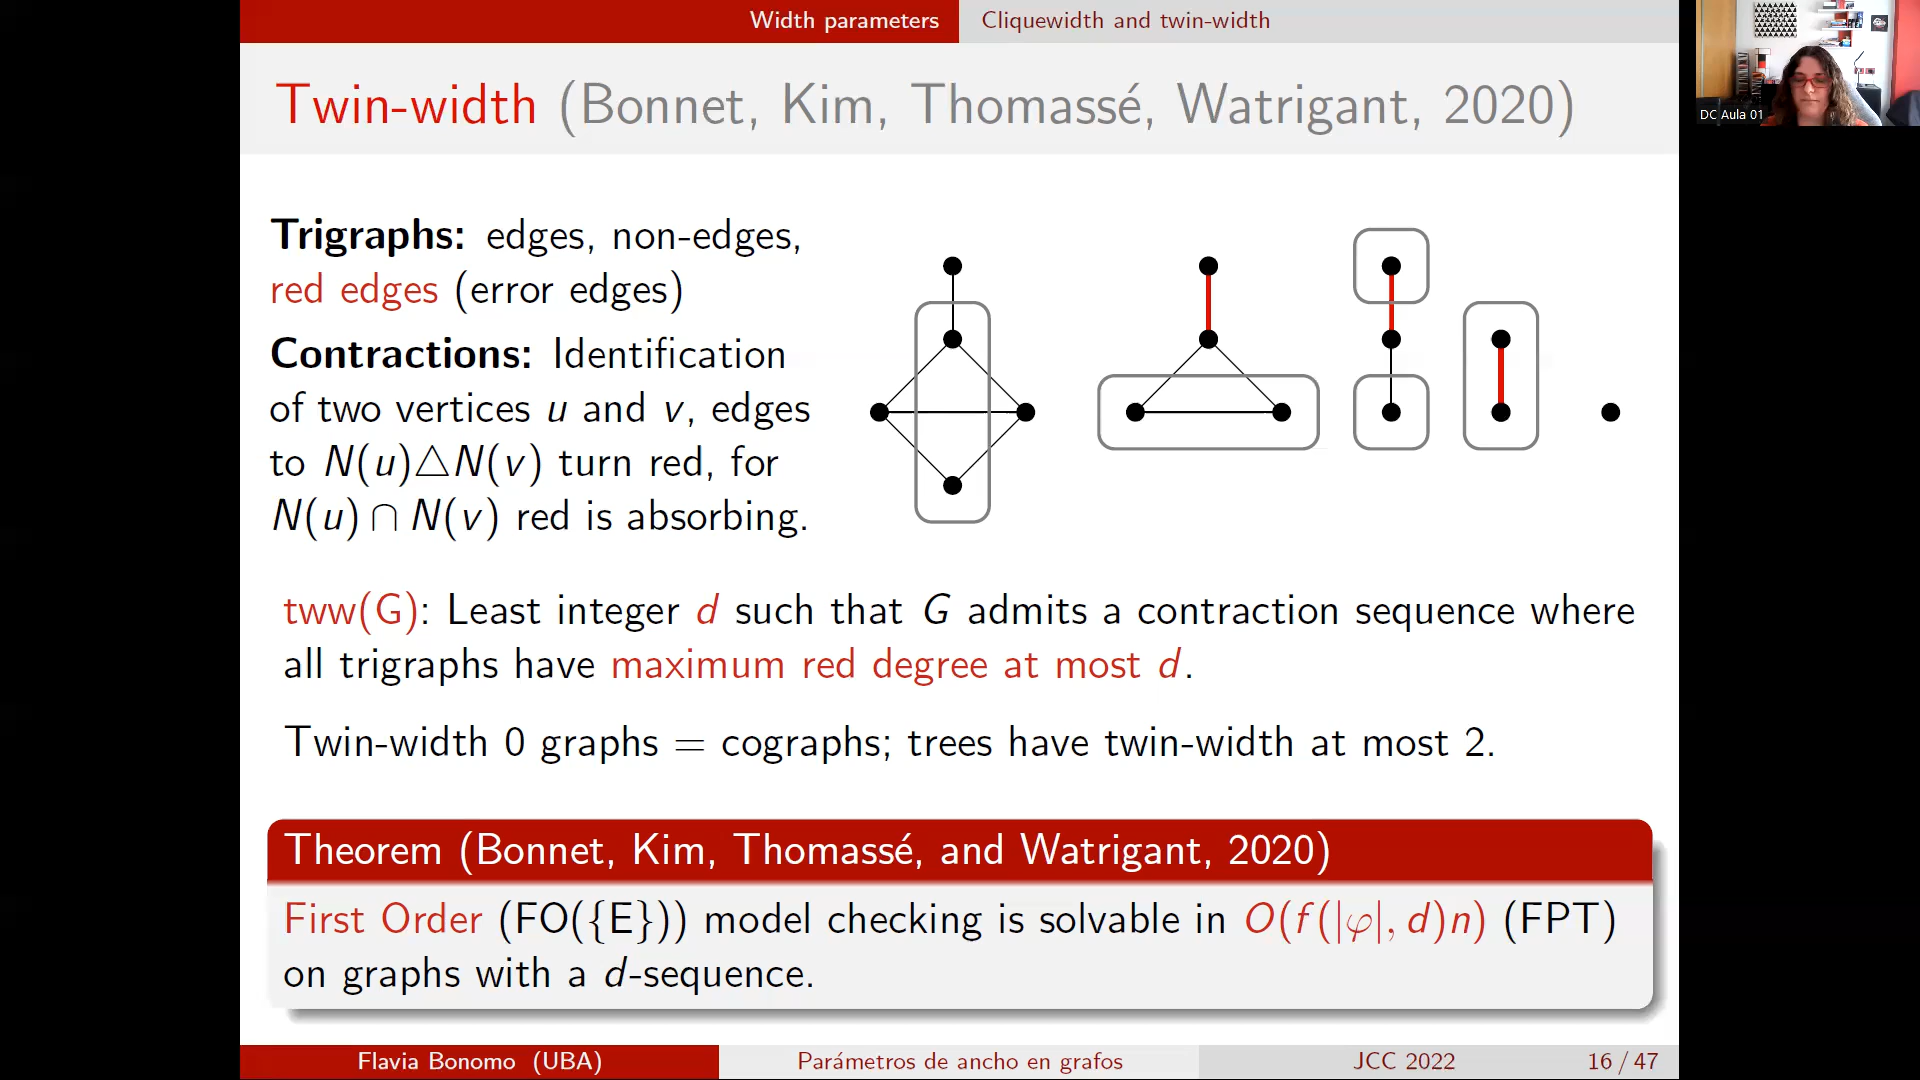 Width parameters
Cliquewidth and twin-width
Twin-width (Bonnet, Kim, Thomassé, Watrigant, 2020)
DC Aula 01
Trigraphs: edges, non-edges,
red edges (error edges)
Contractions: Identification
of two vertices u and v, edges
to N(u)△N(v) turn red, for
N(u) ∩ N(v) red is absorbing.
tww(G): Least integer d such that G admits a contraction sequence where
all trigraphs have maximum red degree at most d.
Twin-width 0 graphs = cographs; trees have twin-width at most 2.
Theorem (Bonnet, Kim, Thomassé, and Watrigant, 2020)
First Order (FO({E})) model checking is solvable in O(f(|φ|, d)n) (FPT)
on graphs with a d-sequence.
Flavia Bonomo (UBA)
Parámetros de ancho en grafos
JCC 2022
16 / 47